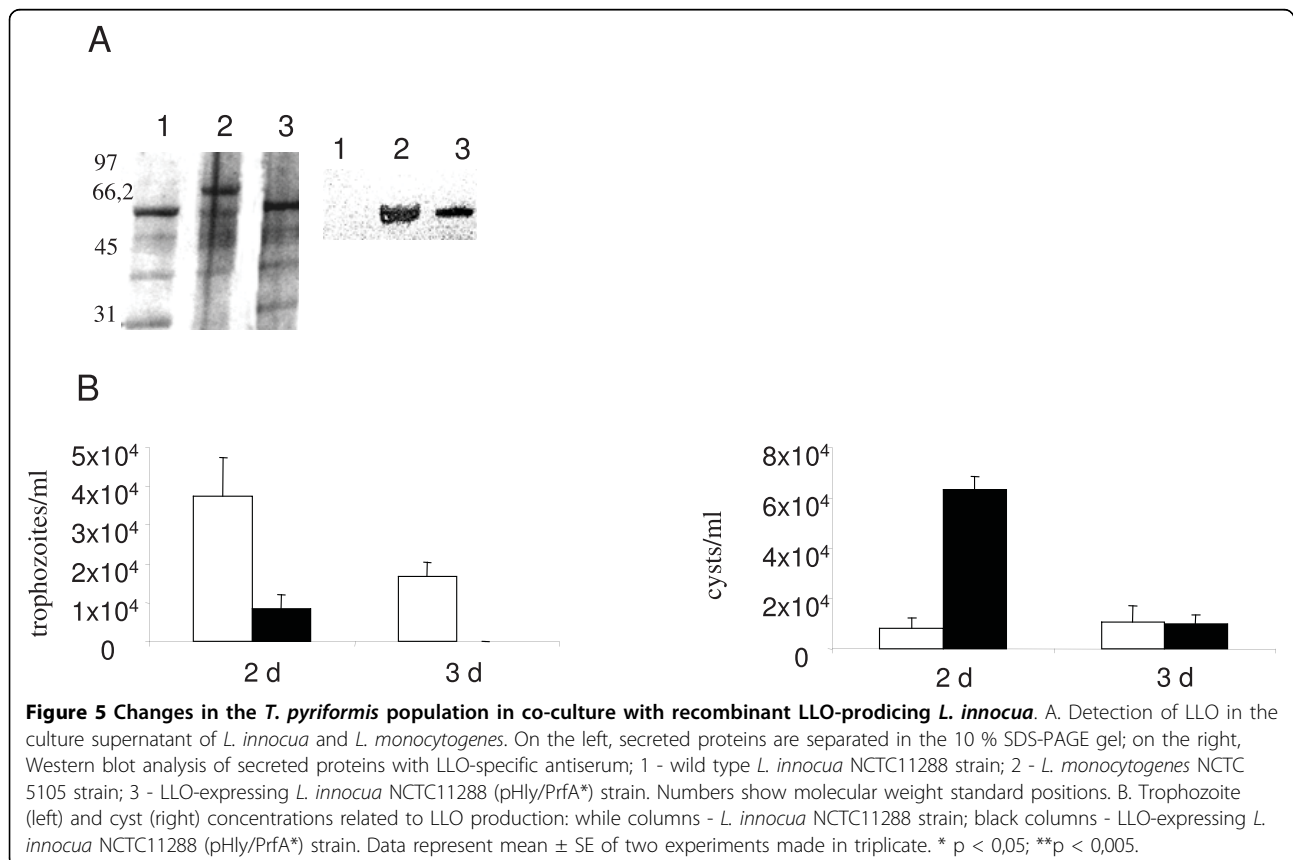 A
1 2 3
1 2 3
97
66,2
45
31
B
5x10⁴
4x10⁴
3x10⁴
2x10⁴
1x10⁴
0
trophozoites/ml
2 d 3 d
8x10⁴
6x10⁴
4x10⁴
2x10⁴
0
cysts/ml
2 d 3 d
Figure 5 Changes in the T. pyriformis population in co-culture with recombinant LLO-prodicing L. innocua. A. Detection of LLO in the
culture supernatant of L. innocua and L. monocytogenes. On the left, secreted proteins are separated in the 10 % SDS-PAGE gel; on the right,
Western blot analysis of secreted proteins with LLO-specific antiserum; 1 - wild type L. innocua NCTC11288 strain; 2 - L. monocytogenes NCTC
5105 strain; 3 - LLO-expressing L. innocua NCTC11288 (pHly/PrfA*) strain. Numbers show molecular weight standard positions. B. Trophozoite
(left) and cyst (right) concentrations related to LLO production: while columns - L. innocua NCTC11288 strain; black columns - LLO-expressing L.
innocua NCTC11288 (pHly/PrfA*) strain. Data represent mean ± SE of two experiments made in triplicate. * p < 0,05; **p < 0,005.